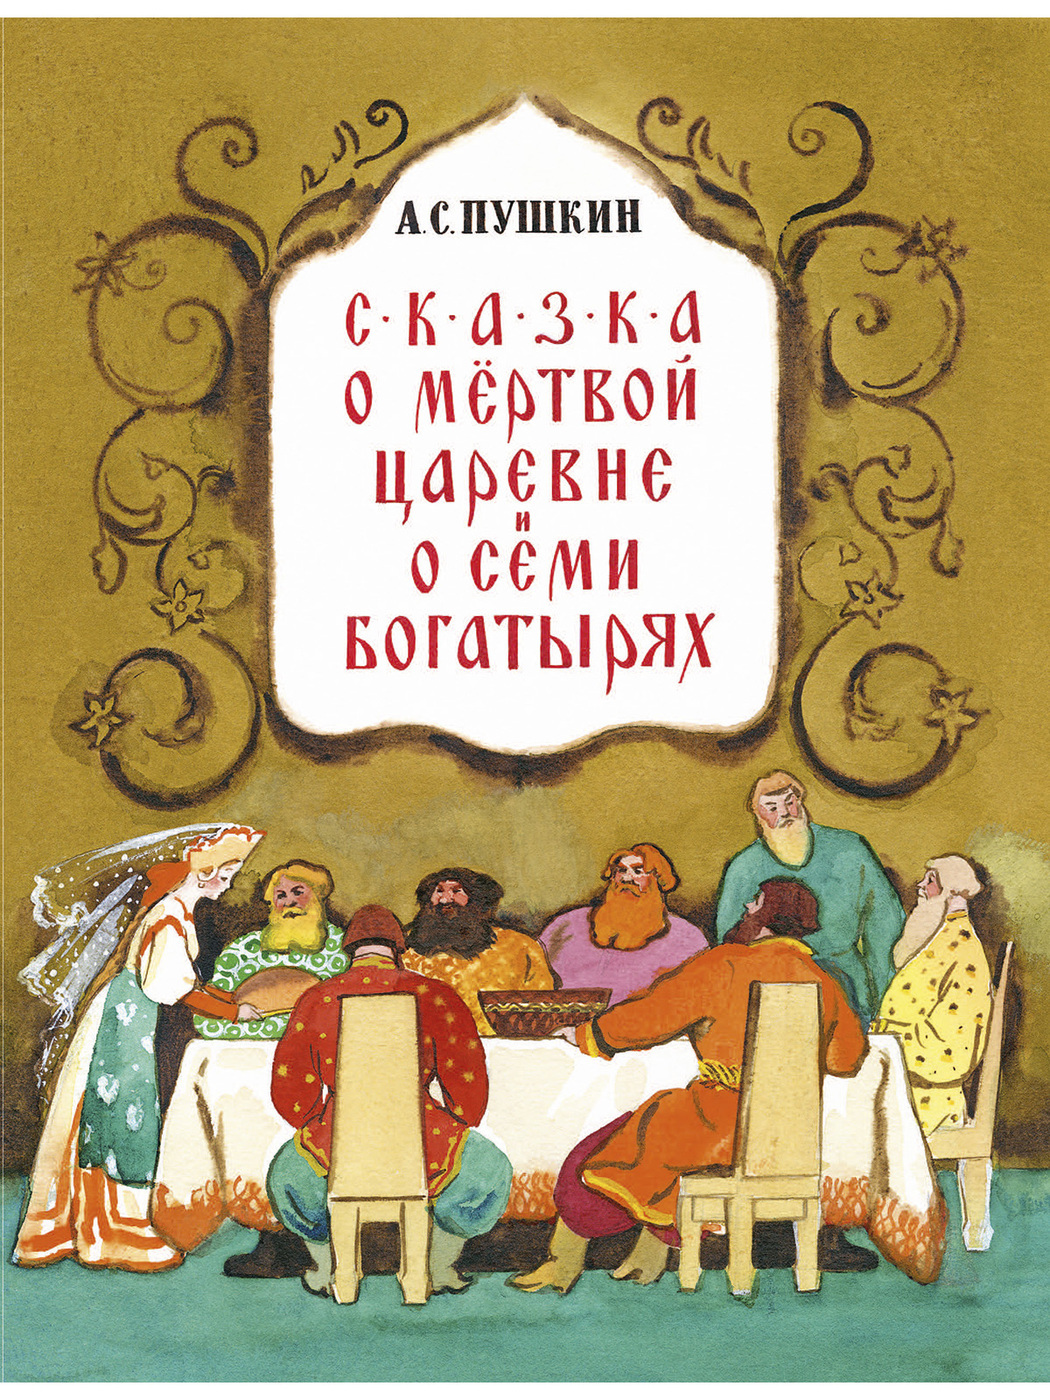 А.С. ПУШКИН
С·К·А·З·К·А
О МЁРТВОЙ
ЦАРЕВНЕ
И
О СЕМИ
БОГАТЫРЯХ